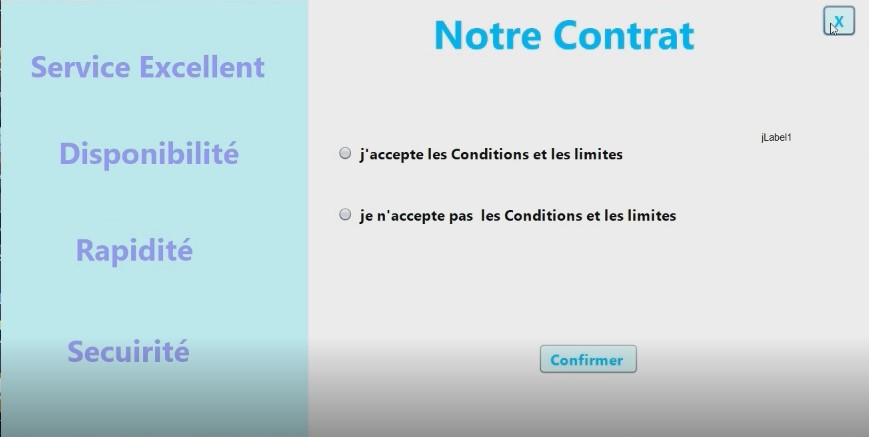 Service Excellent
Disponibilité
Rapidité
Secuirité
Notre Contrat
X
jLabel1
j'accepte les Conditions et les limites
je n'accepte pas  les Conditions et les limites
Confirmer